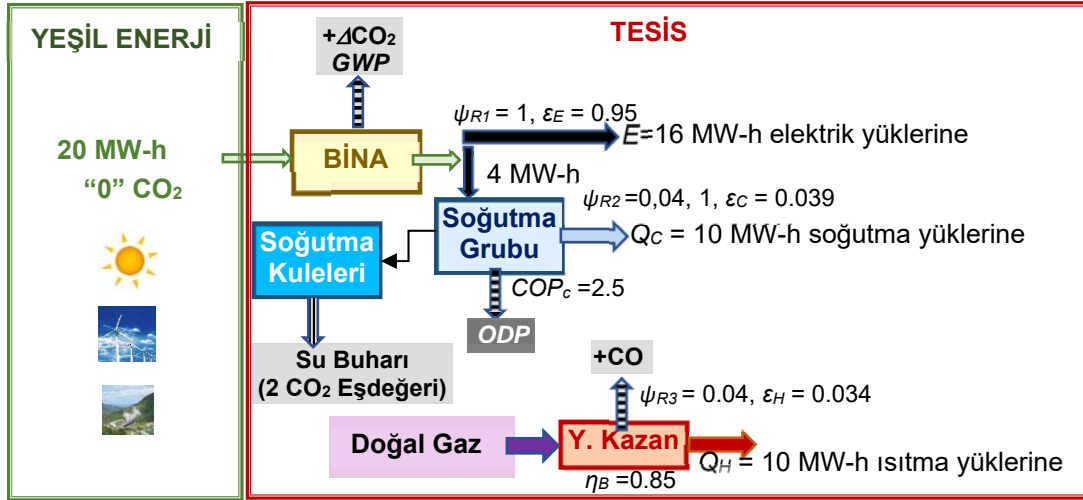 YEŞİL ENERJİ
20 MW-h
“0” CO₂
TESİS
+ΔCO₂
GWP
BİNA
ψR1 = 1, εE = 0.95
E=16 MW-h elektrik yüklerine
4 MW-h
ψR2=0,04, 1, εC = 0.039
Soğutma
Grubu
QC = 10 MW-h soğutma yüklerine
Soğutma
Kuleleri
COPc =2.5
ODP
Su Buharı
(2 CO₂ Eşdeğeri)
+CO
ψR3 = 0.04, εH = 0.034
Doğal Gaz
Y. Kazan
QH = 10 MW-h ısıtma yüklerine
ηB =0.85